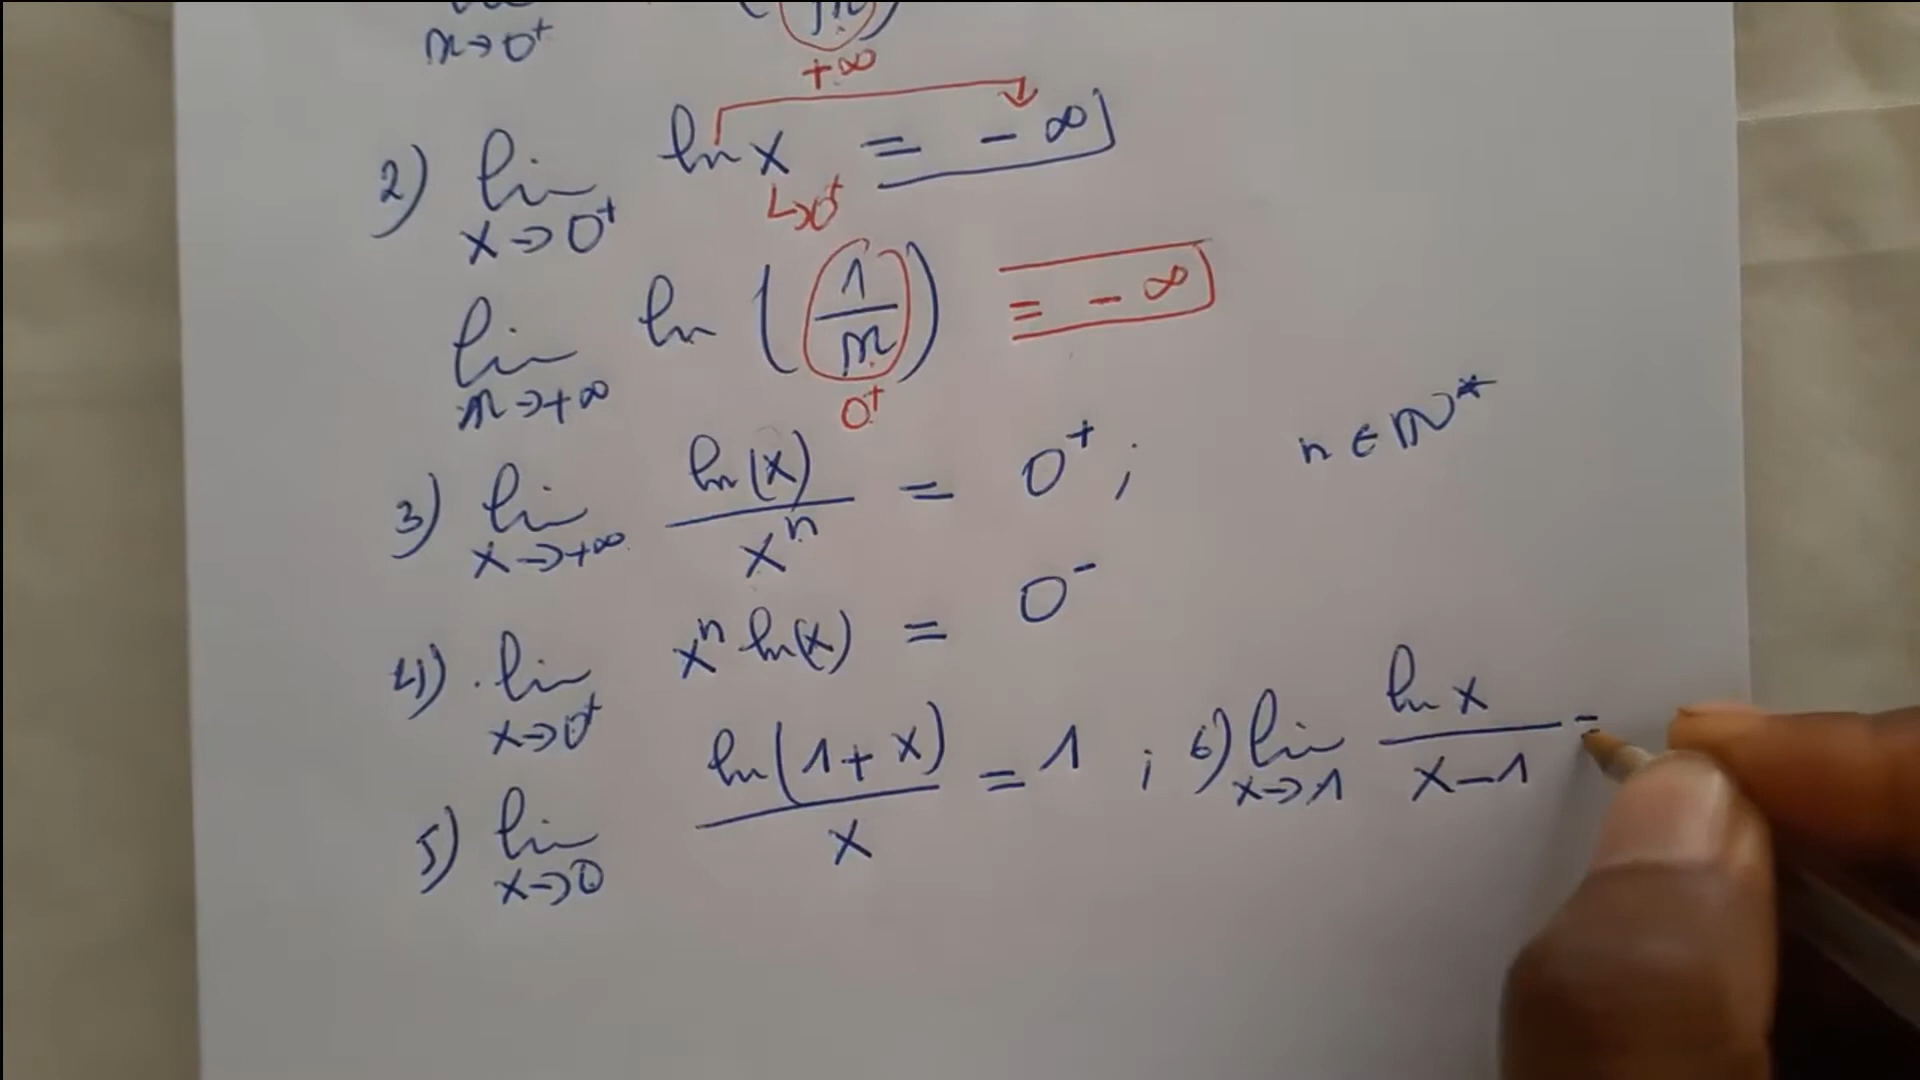 x→0⁺
+∞
2) lim x→0⁺ ln x = -∞
↳0⁺
lim x→+∞ ln (1/x) = -∞
0⁺
3) lim x→+∞ ln(x)/xⁿ = 0⁺; n ∈ ℕ*
4) lim x→0⁺ xⁿ ln(x) = 0⁻
5) lim x→0 ln(1+x)/x = 1 ; 6) lim x→1 ln x/x-1 =